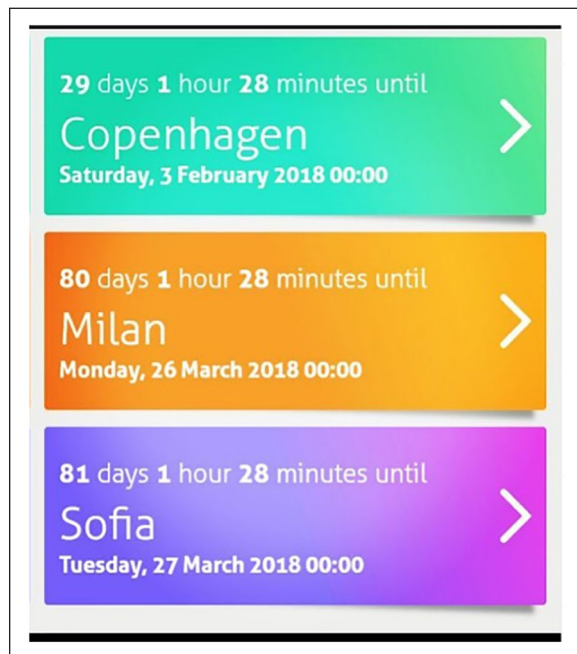 29 days 1 hour 28 minutes until
Copenhagen
Saturday, 3 February 2018 00:00
80 days 1 hour 28 minutes until
Milan
Monday, 26 March 2018 00:00
81 days 1 hour 28 minutes until
Sofia
Tuesday, 27 March 2018 00:00